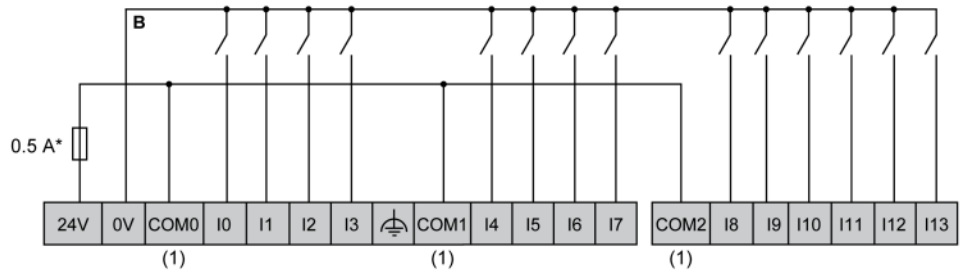 B
0.5 A*
24V 0V COM0 I0 I1 I2 I3 COM1 I4 I5 I6 I7 COM2 I8 I9 I10 I11 I12 I13
(1) (1) (1)